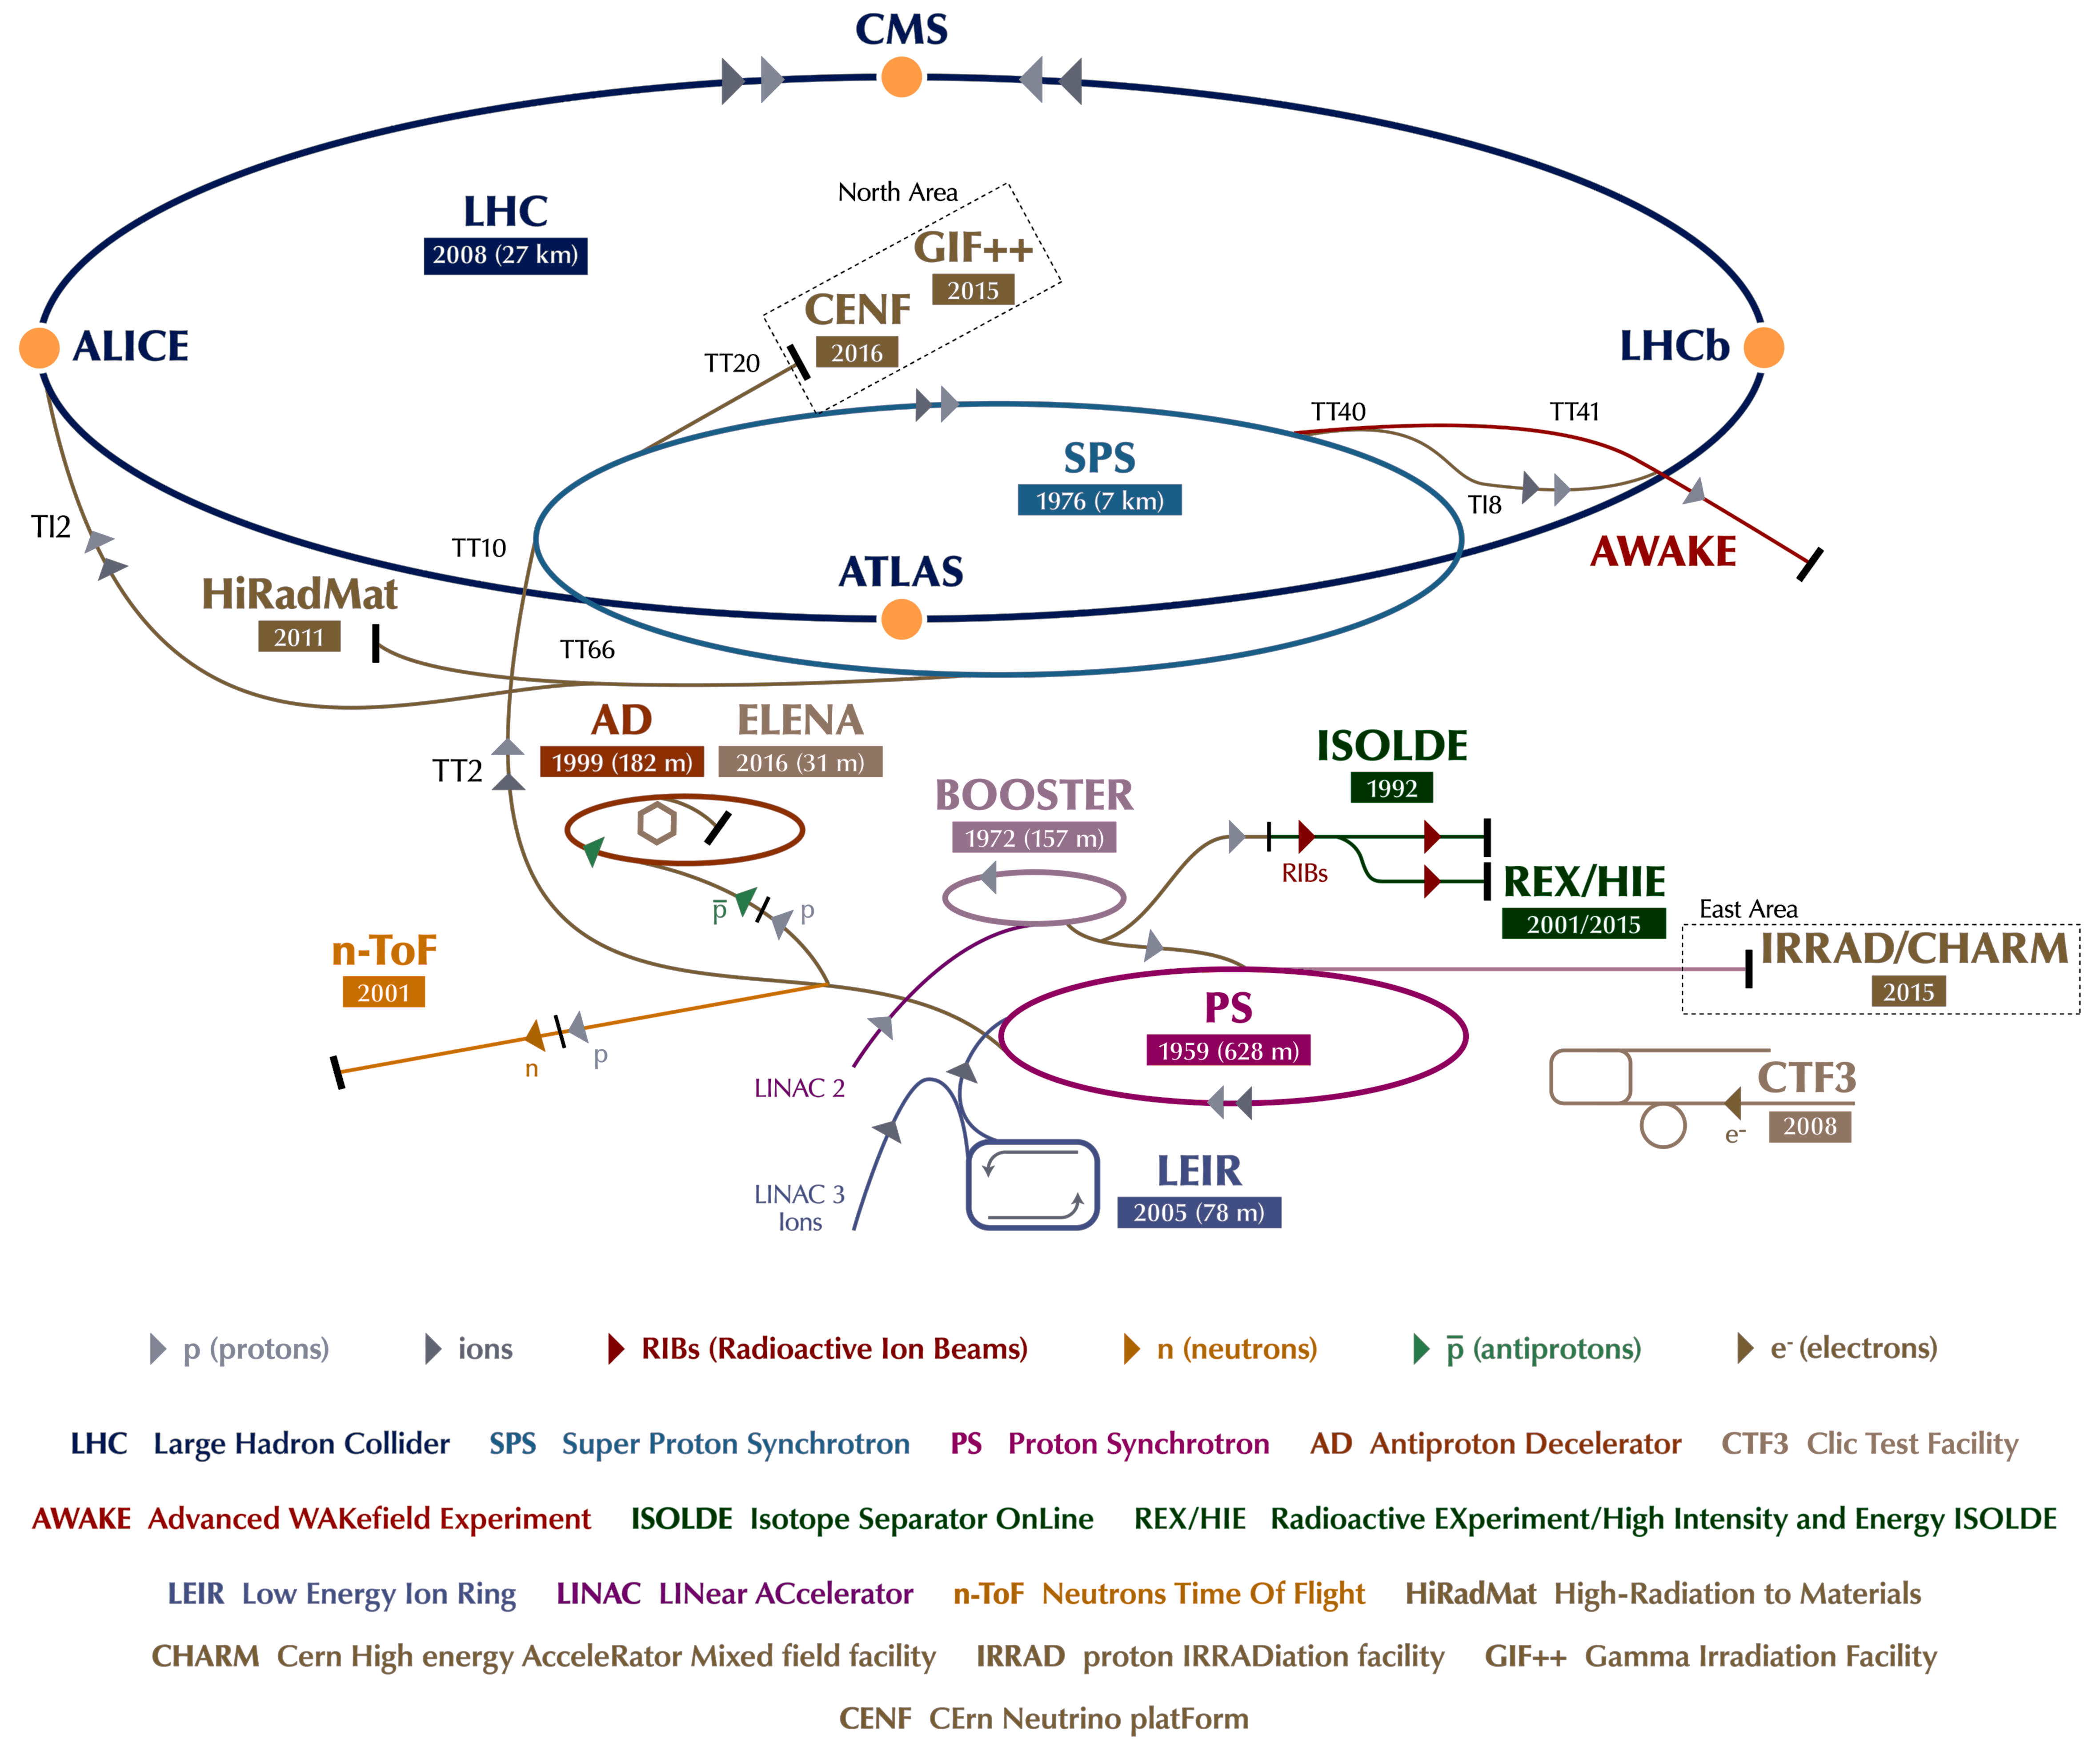 CMS
North Area
LHC
2008 (27 km)
GIF++
2015
CENF
2016
ALICE
LHCb
TT20
TT40
TT41
SPS
1976 (7 km)
TI8
TI2
TT10
AWAKE
ATLAS
HiRadMat
2011
TT66
AD
1999 (182 m)
ELENA
2016 (31 m)
TT2
ISOLDE
1992
BOOSTER
1972 (157 m)
RIBs
REX/HIE
2001/2015
p̅
p
East Area
IRRAD/CHARM
2015
n-ToF
2001
PS
1959 (628 m)
n
p
LINAC 2
CTF3
2008
e-
LINAC 3
Ions
LEIR
2005 (78 m)
p (protons) ions RIBs (Radioactive Ion Beams) n (neutrons) p̅ (antiprotons) e- (electrons)
LHC Large Hadron Collider SPS Super Proton Synchrotron PS Proton Synchrotron AD Antiproton Decelerator CTF3 Clic Test Facility
AWAKE Advanced WAKefield Experiment ISOLDE Isotope Separator OnLine REX/HIE Radioactive EXperiment/High Intensity and Energy ISOLDE
LEIR Low Energy Ion Ring LINAC LINear ACcelerator n-ToF Neutrons Time Of Flight HiRadMat High-Radiation to Materials
CHARM Cern High energy AcceleRator Mixed field facility IRRAD proton IRRADiation facility GIF++ Gamma Irradiation Facility
CENF CErn Neutrino platForm